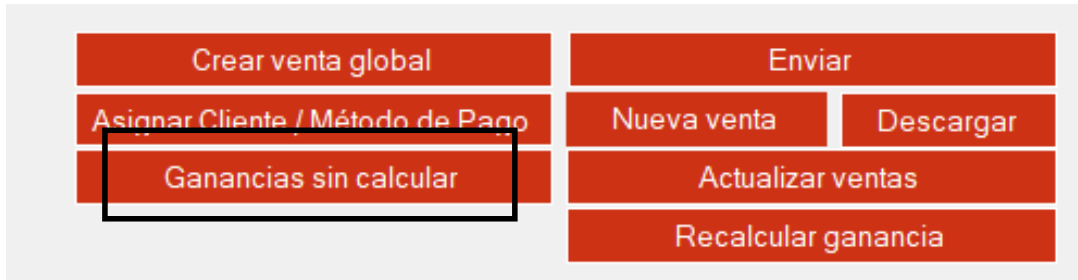 Crear venta global
Enviar
Asignar Cliente / Método de Pago
Nueva venta
Descargar
Ganancias sin calcular
Actualizar ventas
Recalcular ganancia